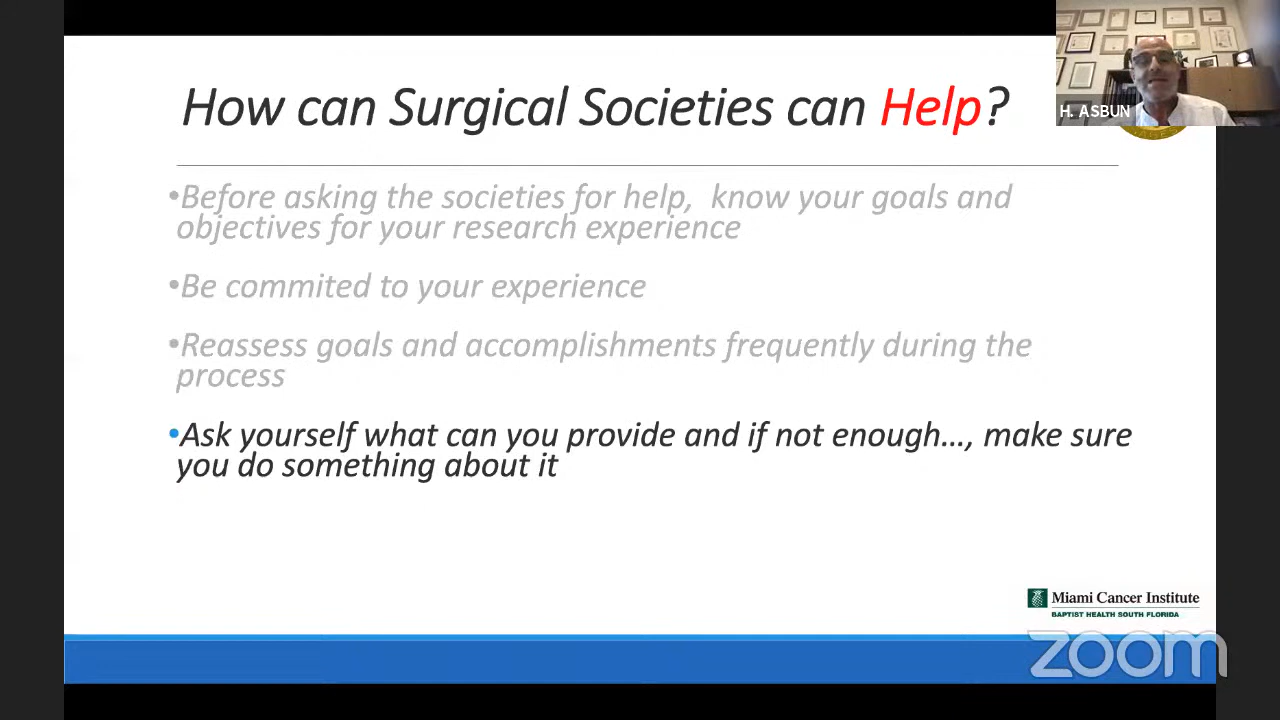 How can Surgical Societies can Help?
H. ASBUN
•Before asking the societies for help, know your goals and
objectives for your research experience
•Be commited to your experience
•Reassess goals and accomplishments frequently during the
process
•Ask yourself what can you provide and if not enough…, make sure
you do something about it
Miami Cancer Institute
BAPTIST HEALTH SOUTH FLORIDA
zoom